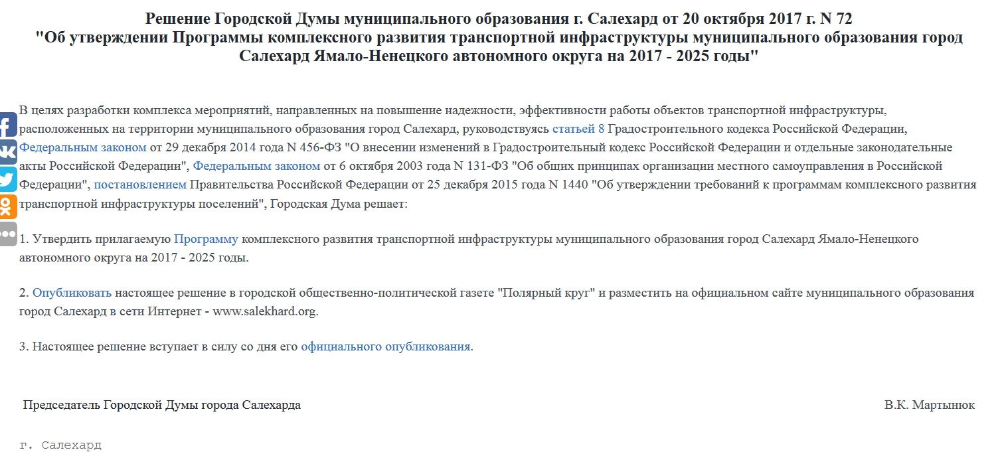 Решение Городской Думы муниципального образования г. Салехард от 20 октября 2017 г. N 72
"Об утверждении Программы комплексного развития транспортной инфраструктуры муниципального образования город
Салехард Ямало-Ненецкого автономного округа на 2017 - 2025 годы"
В целях разработки комплекса мероприятий, направленных на повышение надежности, эффективности работы объектов транспортной инфраструктуры,
расположенных на территории муниципального образования город Салехард, руководствуясь статьей 8 Градостроительного кодекса Российской Федерации,
Федеральным законом от 29 декабря 2014 года N 456-ФЗ "О внесении изменений в Градостроительный кодекс Российской Федерации и отдельные законодательные
акты Российской Федерации", Федеральным законом от 6 октября 2003 года N 131-ФЗ "Об общих принципах организации местного самоуправления в Российской
Федерации", постановлением Правительства Российской Федерации от 25 декабря 2015 года N 1440 "Об утверждении требований к программам комплексного развития
транспортной инфраструктуры поселений", Городская Дума решает:
1. Утвердить прилагаемую Программу комплексного развития транспортной инфраструктуры муниципального образования город Салехард Ямало-Ненецкого
автономного округа на 2017 - 2025 годы.
2. Опубликовать настоящее решение в городской общественно-политической газете "Полярный круг" и разместить на официальном сайте муниципального образования
город Салехард в сети Интернет - www.salekhard.org.
3. Настоящее решение вступает в силу со дня его официального опубликования.
Председатель Городской Думы города Салехарда В.К. Мартынюк
г. Салехард